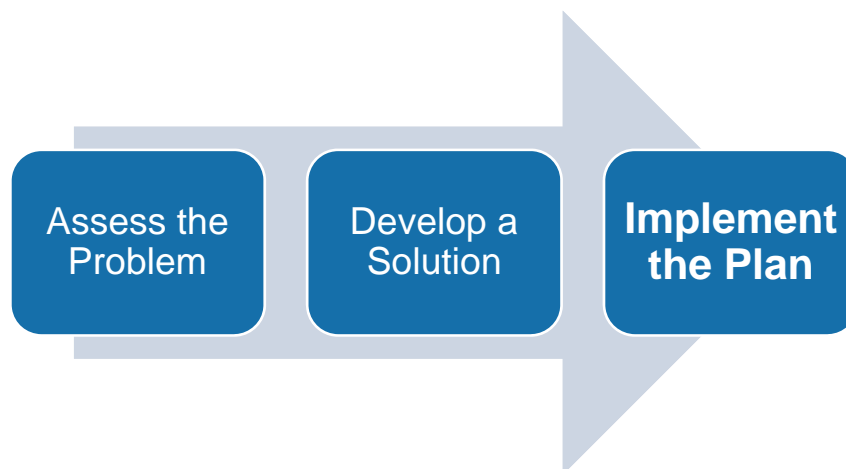 Assess the
Problem
Develop a
Solution
Implement
the Plan